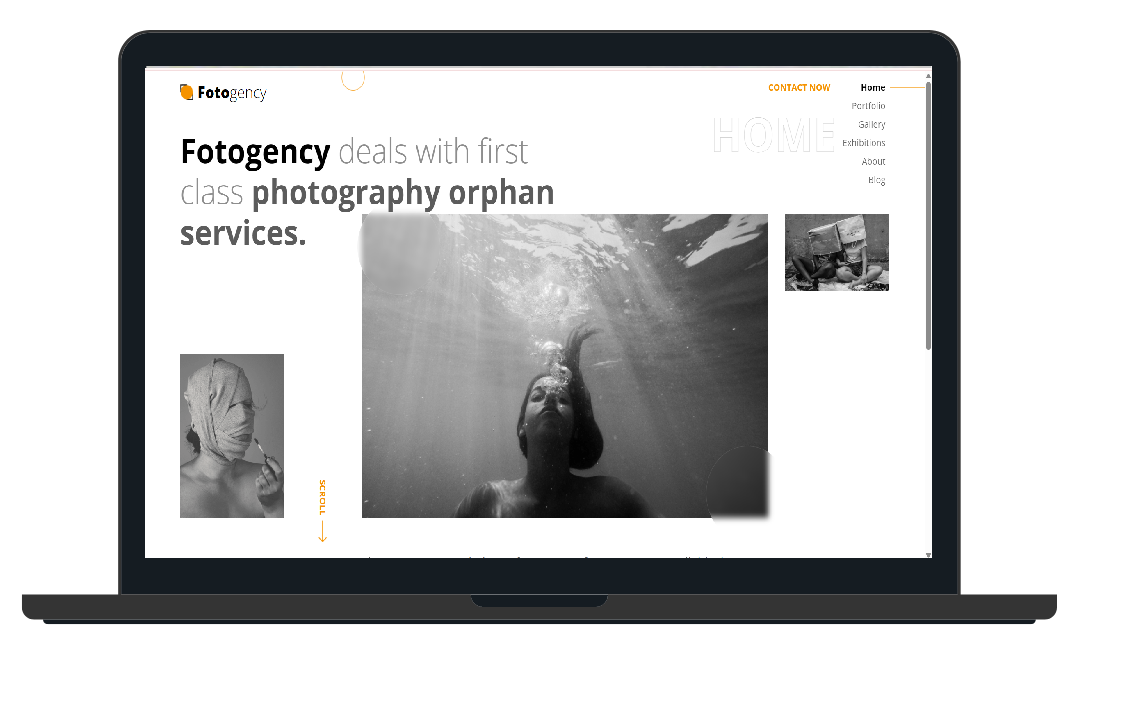 Fotogency
CONTACT NOW
Home
Portfolio
Gallery
Exhibitions
About
Blog
HOME
Fotogency deals with first
class photography orphan
services.
SCROLL